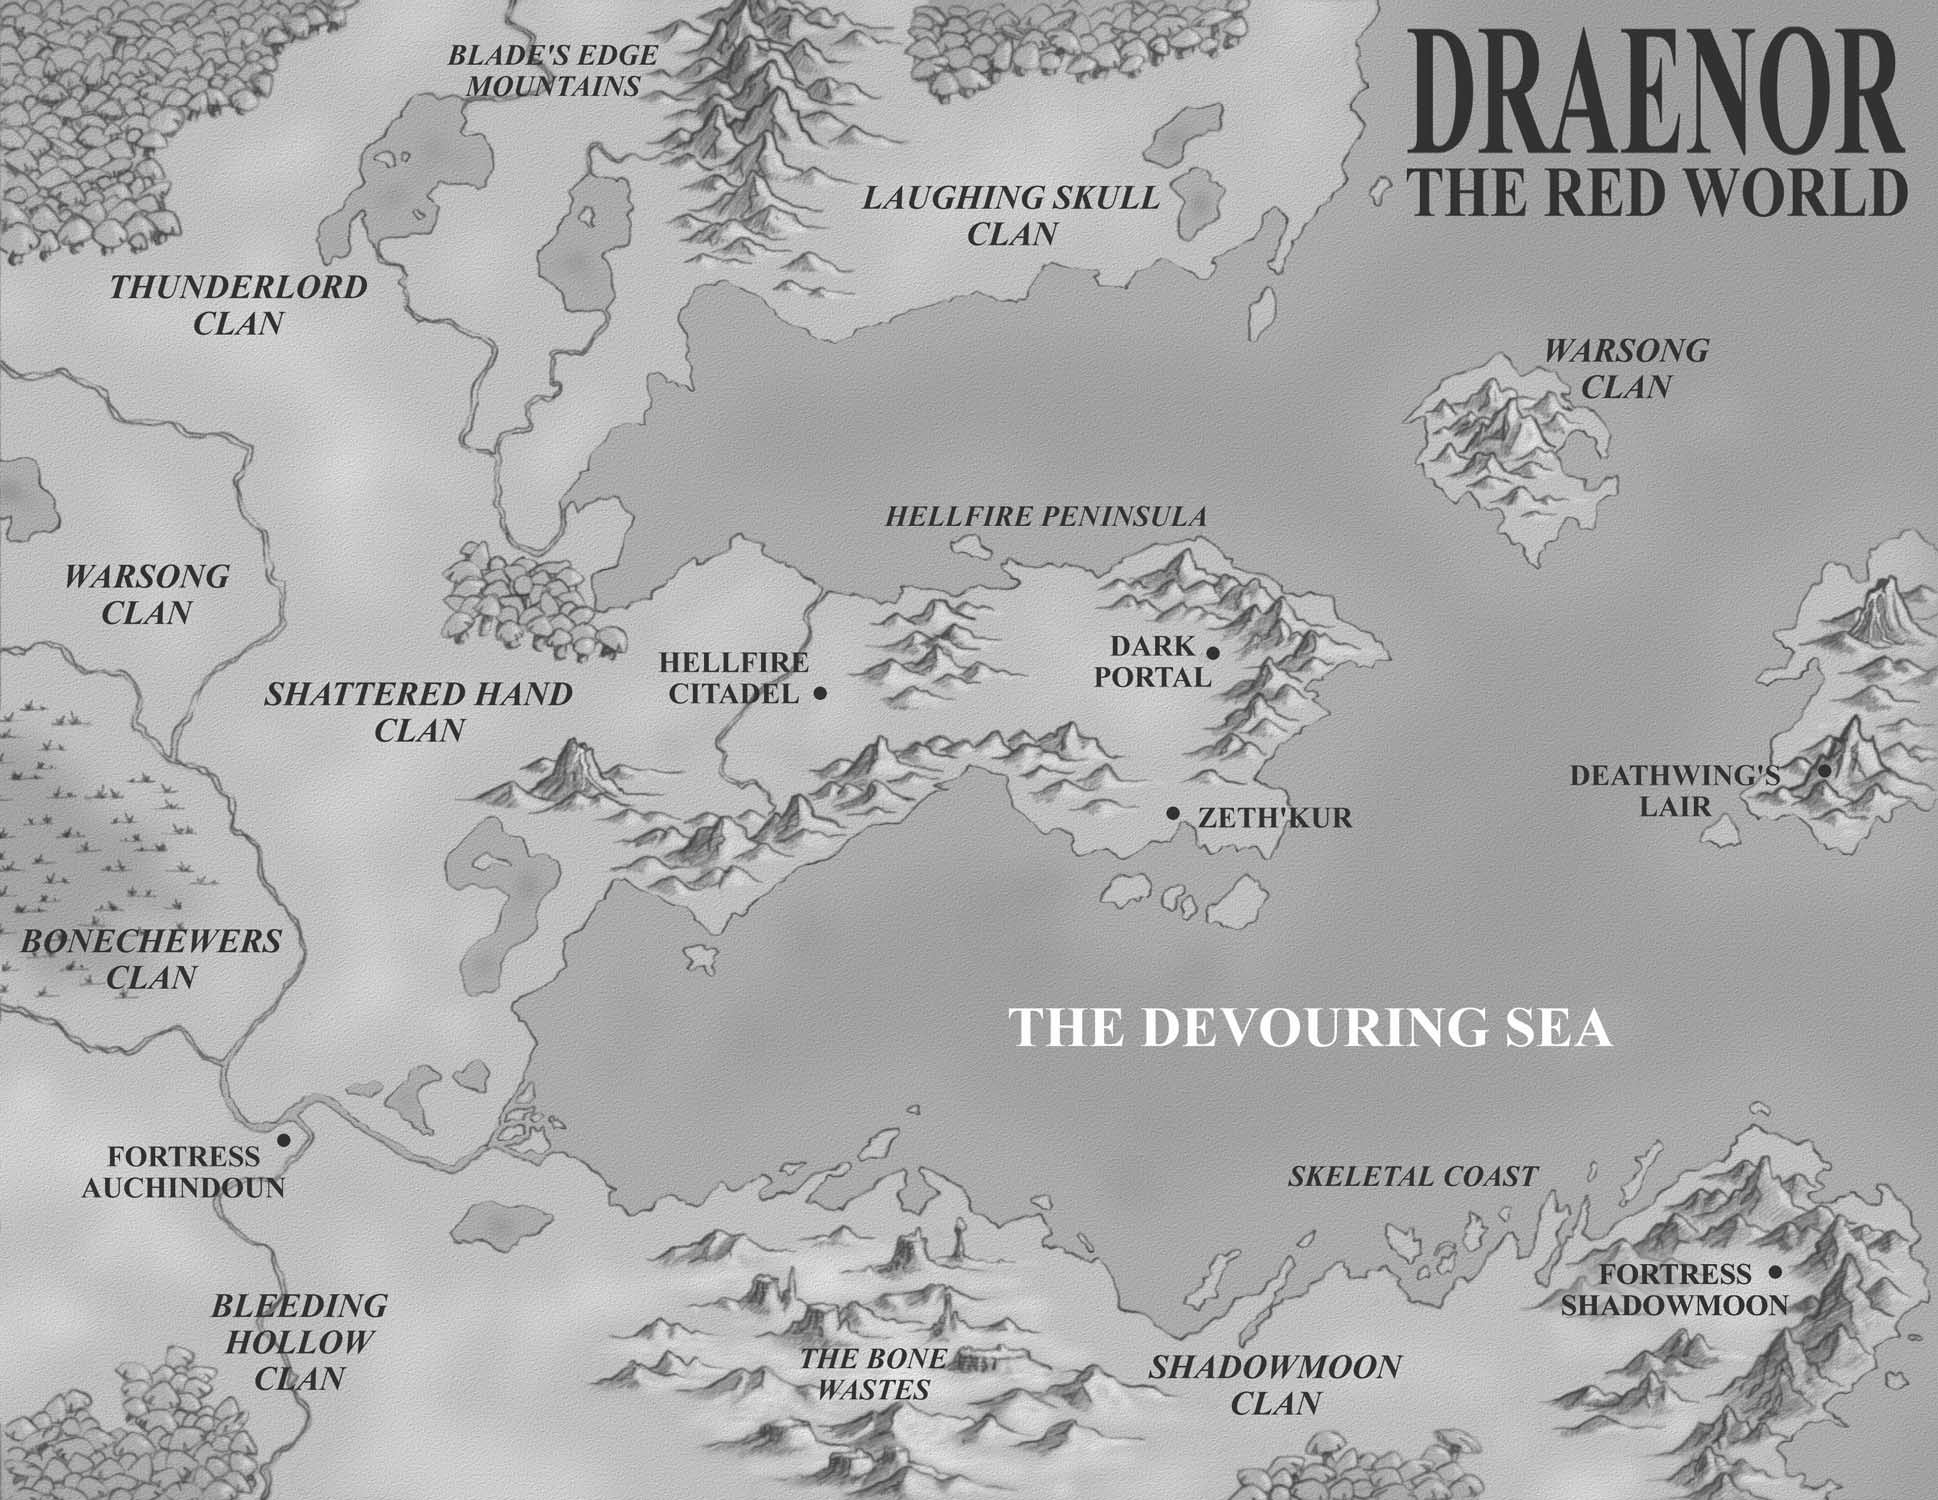 DRAENOR
THE RED WORLD
BLADE'S EDGE
MOUNTAINS
LAUGHING SKULL
CLAN
THUNDERLORD
CLAN
WARSONG
CLAN
HELLFIRE PENINSULA
WARSONG
CLAN
DARK
PORTAL
HELLFIRE
CITADEL
SHATTERED HAND
CLAN
DEATHWING'S
LAIR
ZETH'KUR
BONECHEWERS
CLAN
THE DEVOURING SEA
FORTRESS
AUCHINDOUN
SKELETAL COAST
FORTRESS
SHADOWMOON
BLEEDING
HOLLOW
CLAN
THE BONE
WASTES
SHADOWMOON
CLAN